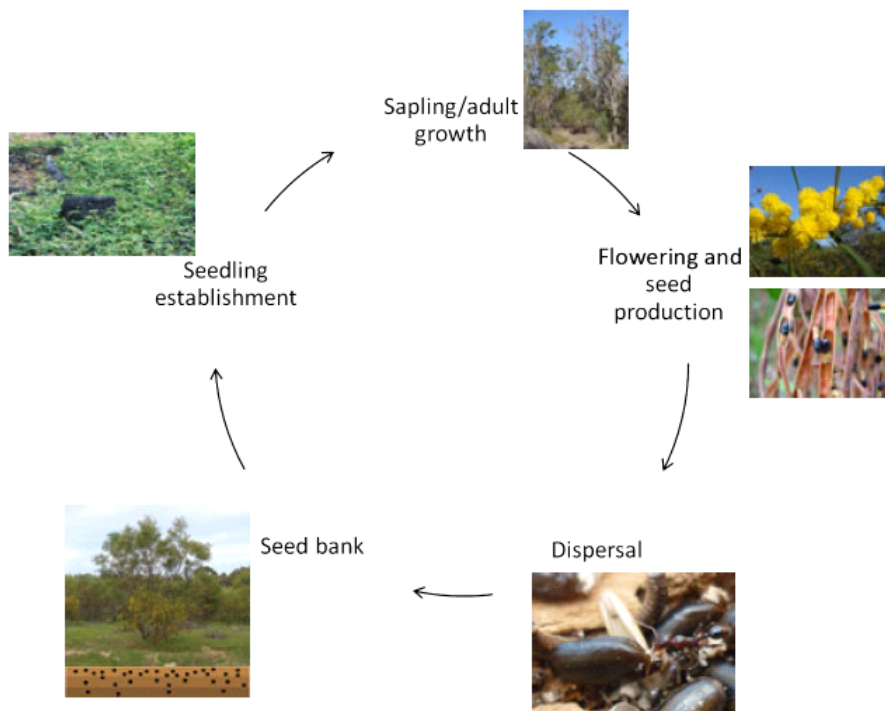 Sapling/adult
growth
Flowering and
seed
production
Dispersal
Seed bank
Seedling
establishment